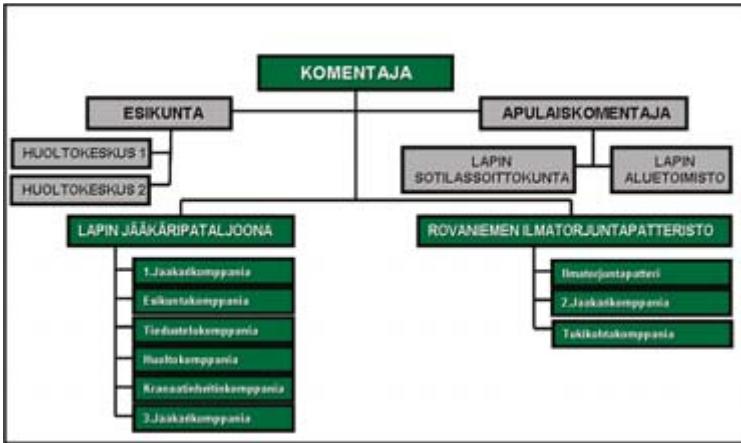 KOMENTAJA
ESIKUNTA
APULAISKOMENTAJA
HUOLTOKESKUS 1
HUOLTOKESKUS 2
LAPIN
SOTILASSOITTOKUNTA
LAPIN
ALUETOIMISTO
LAPIN JÄÄKÄRIPATALJOONA
1.Jääkärikomppania
Esikuntakomppania
Tiedustelukomppania
Huoltokomppania
Kranaatinheitinkomppania
3.Jääkärikomppania
ROVANIEMEN ILMATORJUNTAPATTERISTO
Ilmatorjuntapatteri
2.Jääkärikomppania
Tukikohtakomppania